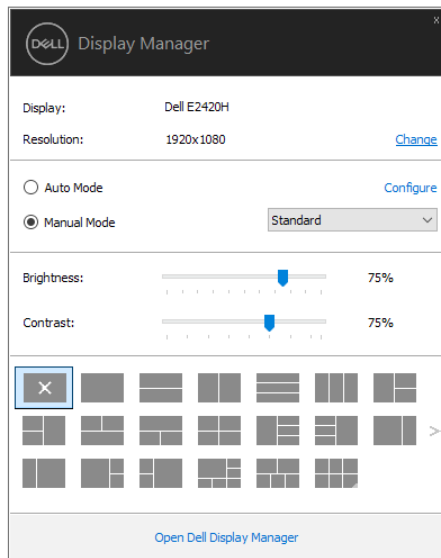 DELL Display Manager
Display: Dell E2420H
Resolution: 1920x1080 Change
Auto Mode Configure
Manual Mode Standard
Brightness: 75%
Contrast: 75%
Open Dell Display Manager